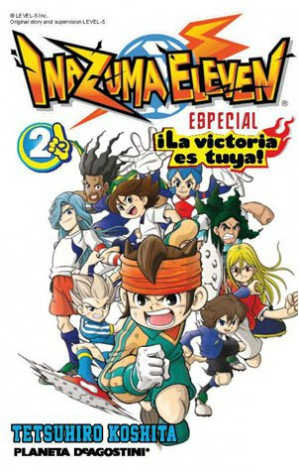 © LEVEL-5 Inc.
Original story and supervision LEVEL-5
INAZUMA ELEVEN®
ESPECIAL
2
¡La victoria
es tuya!
TETSUHIRO KOSHITA
PLANETA DeAGOSTINI